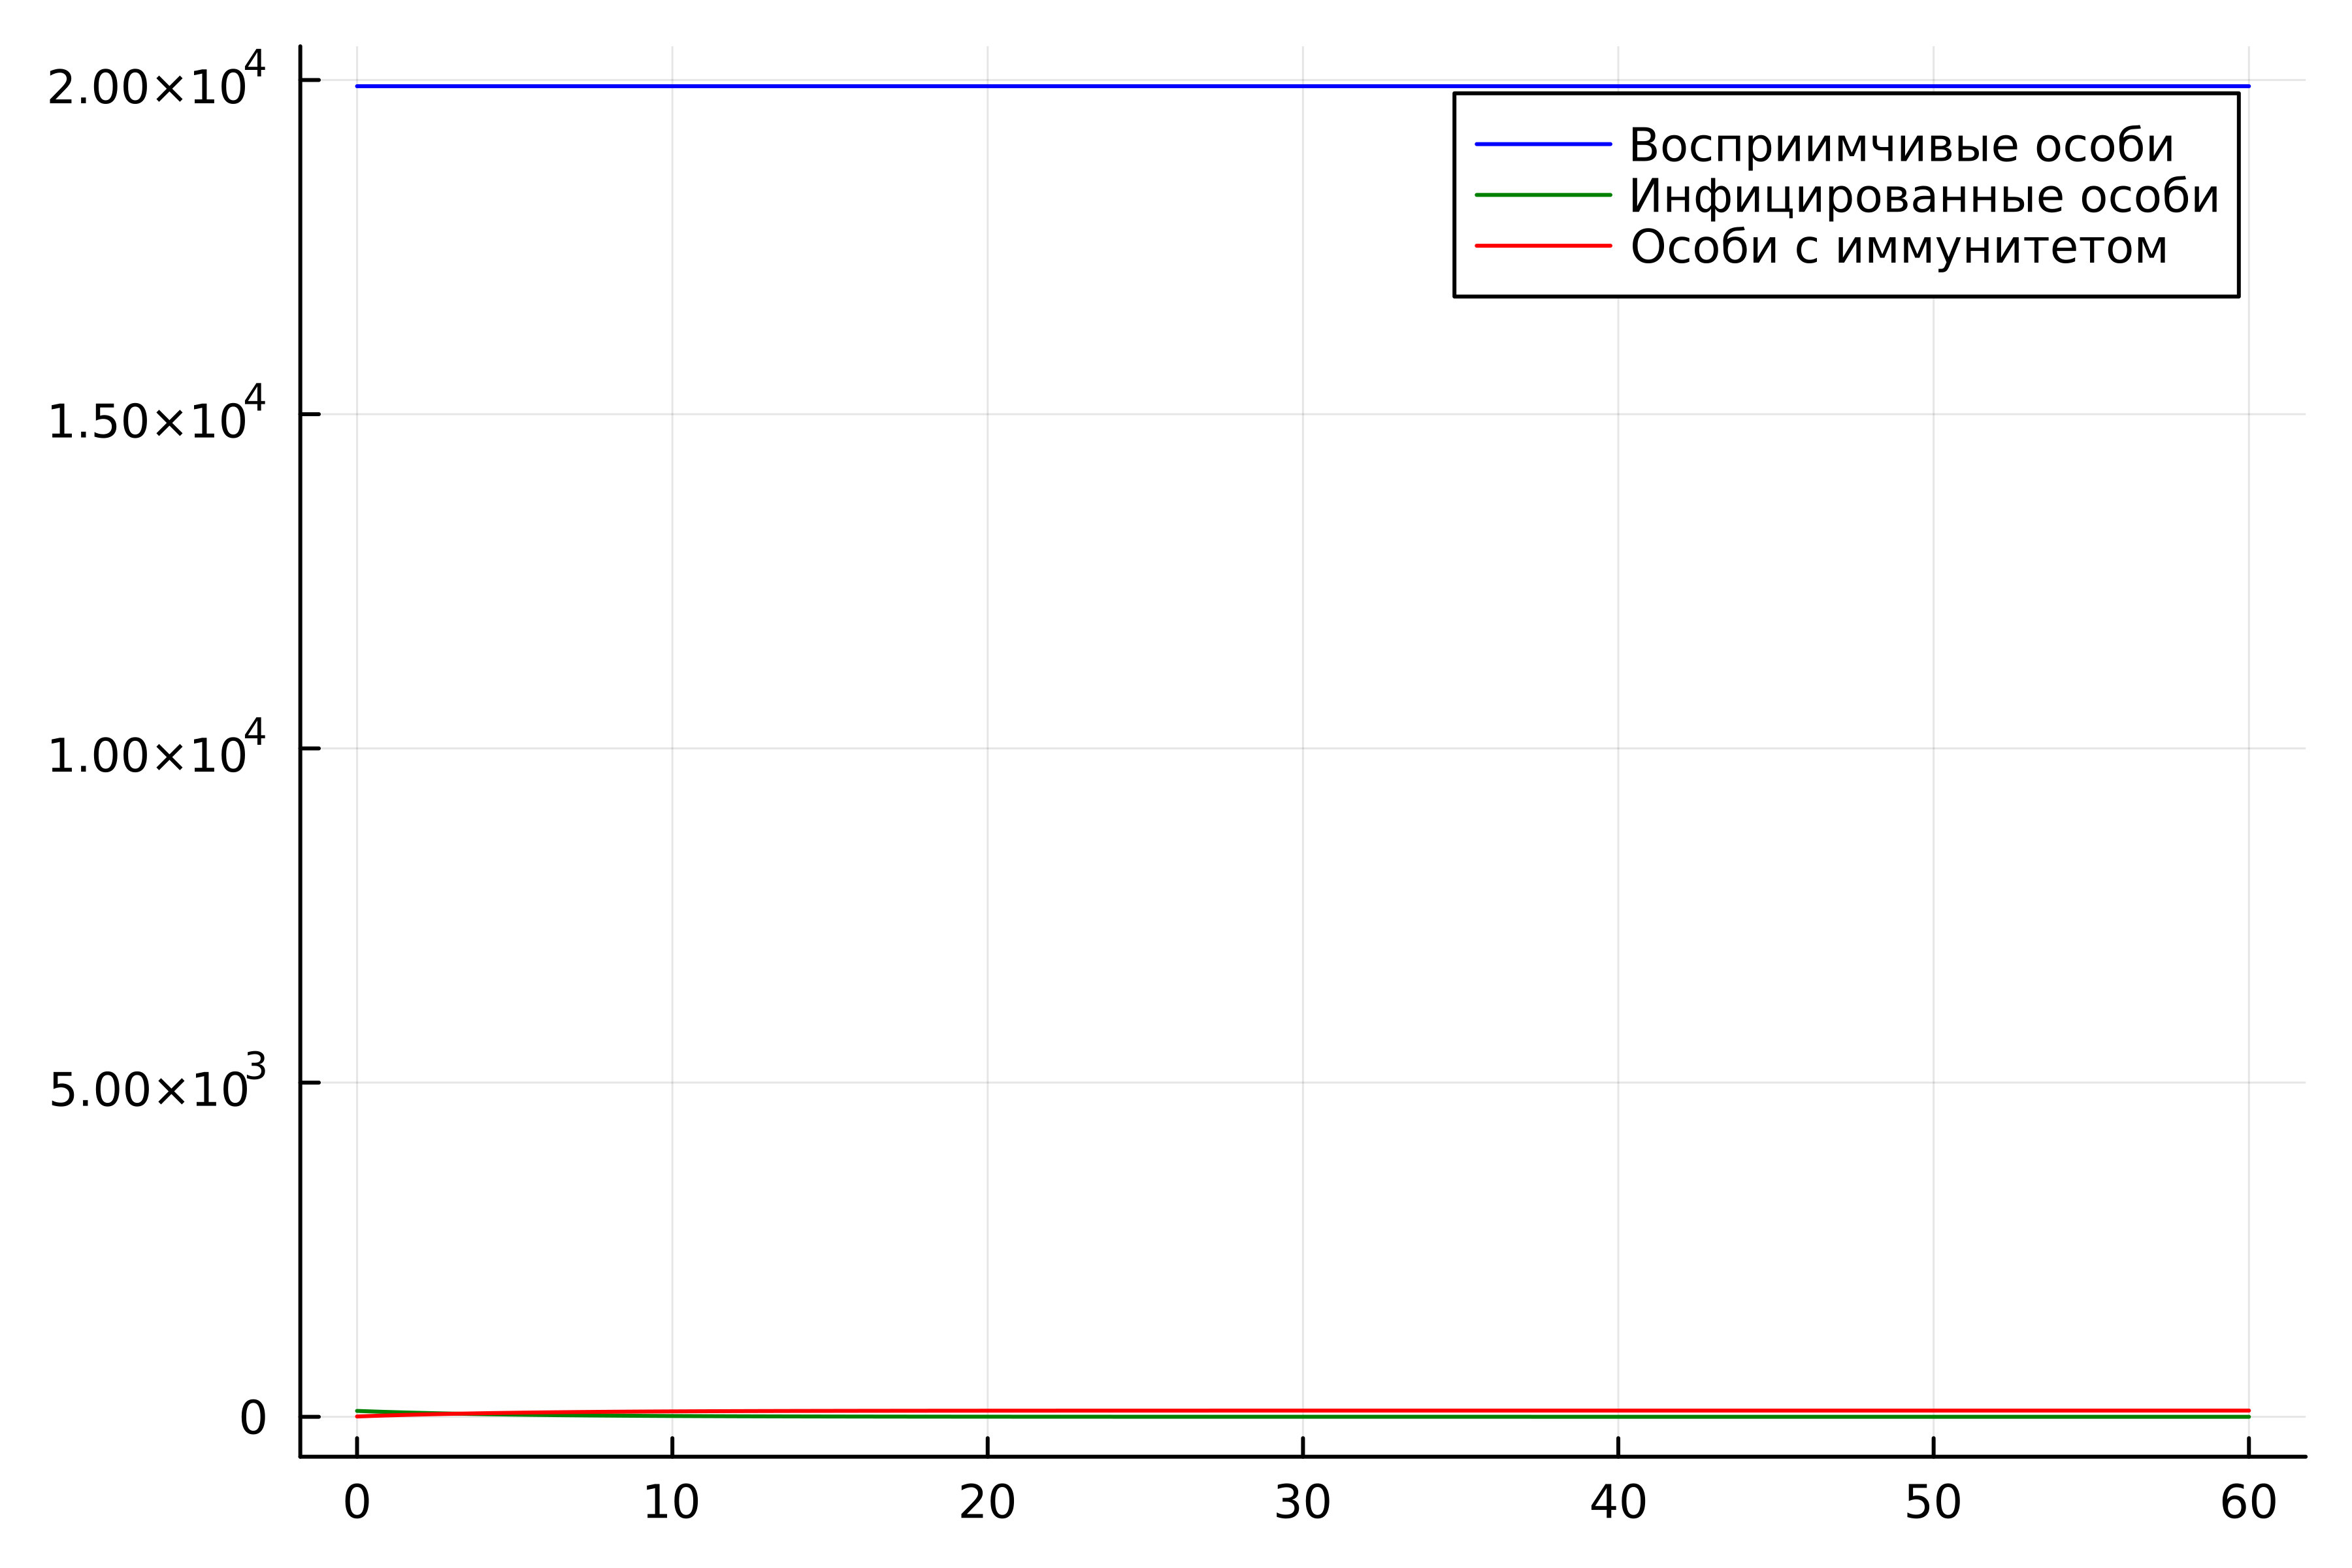 2.00×10⁴
Восприимчивые особи
Инфицированные особи
Особи с иммунитетом
1.50×10⁴
1.00×10⁴
5.00×10³
0
0 10 20 30 40 50 60